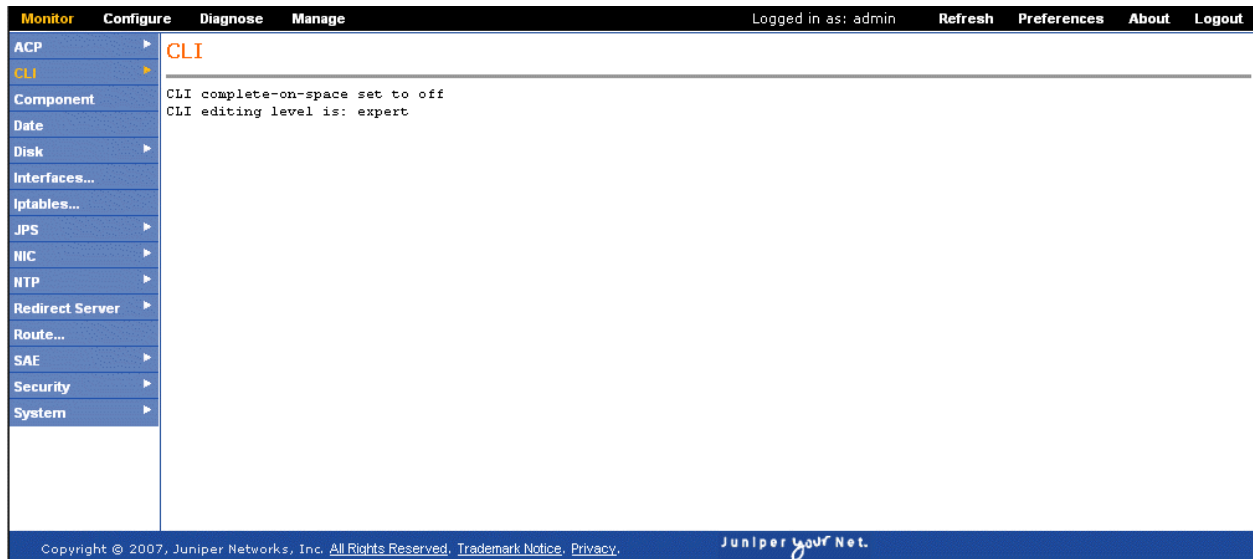 Monitor Configure Diagnose Manage Logged in as: admin Refresh Preferences About Logout
ACP
CLI
Component
Date
Disk
Interfaces...
Iptables...
JPS
NIC
NTP
Redirect Server
Route...
SAE
Security
System
CLI
CLI complete-on-space set to off
CLI editing level is: expert
Copyright © 2007, Juniper Networks, Inc. All Rights Reserved. Trademark Notice. Privacy.
Juniper your Net.